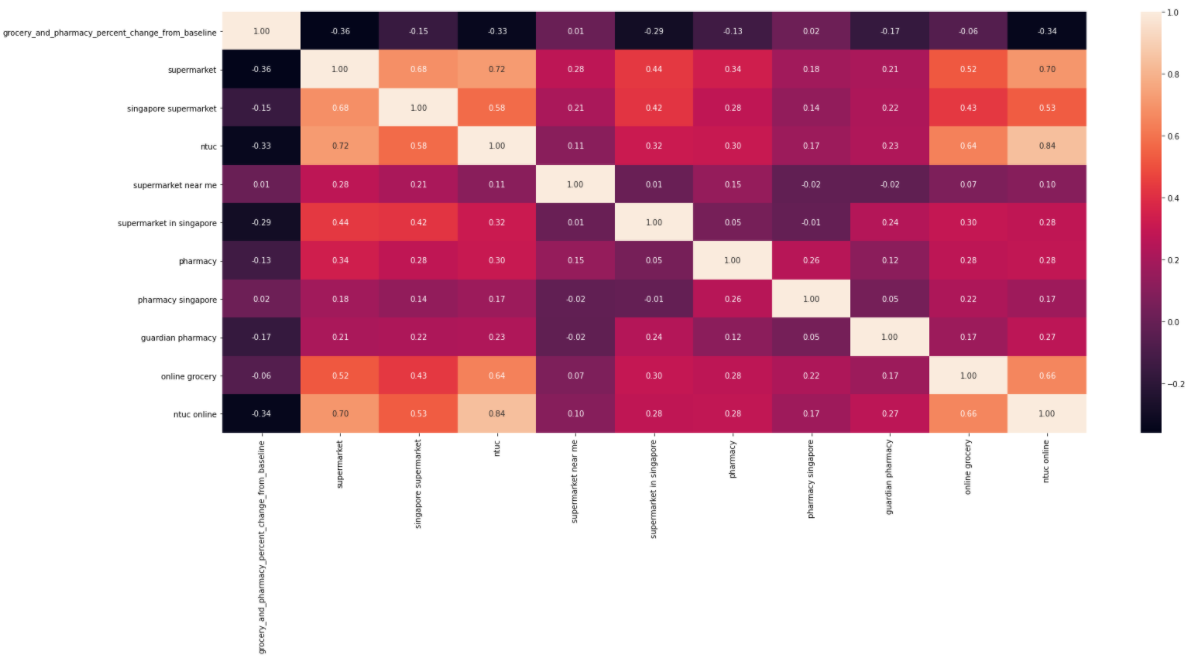 grocery_and_pharmacy_percent_change_from_baseline 1.00 -0.36 -0.15 -0.33 0.01 -0.29 -0.13 0.02 -0.17 -0.06 -0.34
supermarket -0.36 1.00 0.68 0.72 0.28 0.44 0.34 0.18 0.21 0.52 0.70
singapore supermarket -0.15 0.68 1.00 0.58 0.21 0.42 0.28 0.14 0.22 0.43 0.53
ntuc -0.33 0.72 0.58 1.00 0.11 0.32 0.30 0.17 0.23 0.64 0.84
supermarket near me 0.01 0.28 0.21 0.11 1.00 0.01 0.15 -0.02 -0.02 0.07 0.10
supermarket in singapore -0.29 0.44 0.42 0.32 0.01 1.00 0.05 -0.01 0.24 0.30 0.28
pharmacy -0.13 0.34 0.28 0.30 0.15 0.05 1.00 0.26 0.12 0.28 0.28
pharmacy singapore 0.02 0.18 0.14 0.17 -0.02 -0.01 0.26 1.00 0.05 0.22 0.17
guardian pharmacy -0.17 0.21 0.22 0.23 -0.02 0.24 0.12 0.05 1.00 0.17 0.27
online grocery -0.06 0.52 0.43 0.64 0.07 0.30 0.28 0.22 0.17 1.00 0.66
ntuc online -0.34 0.70 0.53 0.84 0.10 0.28 0.28 0.17 0.27 0.66 1.00
grocery_and_pharmacy_percent_change_from_baseline
supermarket
singapore supermarket
ntuc
supermarket near me
supermarket in singapore
pharmacy
pharmacy singapore
guardian pharmacy
online grocery
ntuc online
1.0
0.8
0.6
0.4
0.2
0.0
−0.2